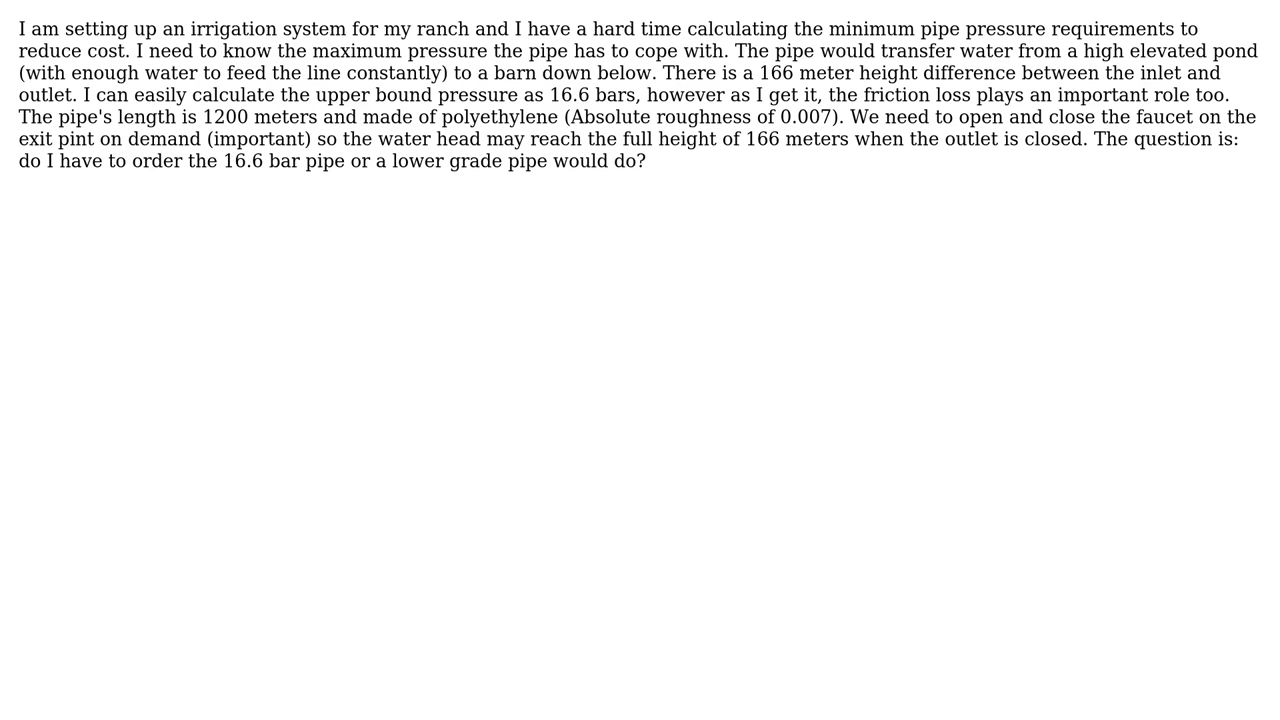 I am setting up an irrigation system for my ranch and I have a hard time calculating the minimum pipe pressure requirements to
reduce cost. I need to know the maximum pressure the pipe has to cope with. The pipe would transfer water from a high elevated pond
(with enough water to feed the line constantly) to a barn down below. There is a 166 meter height difference between the inlet and
outlet. I can easily calculate the upper bound pressure as 16.6 bars, however as I get it, the friction loss plays an important role too.
The pipe's length is 1200 meters and made of polyethylene (Absolute roughness of 0.007). We need to open and close the faucet on the
exit pint on demand (important) so the water head may reach the full height of 166 meters when the outlet is closed. The question is:
do I have to order the 16.6 bar pipe or a lower grade pipe would do?